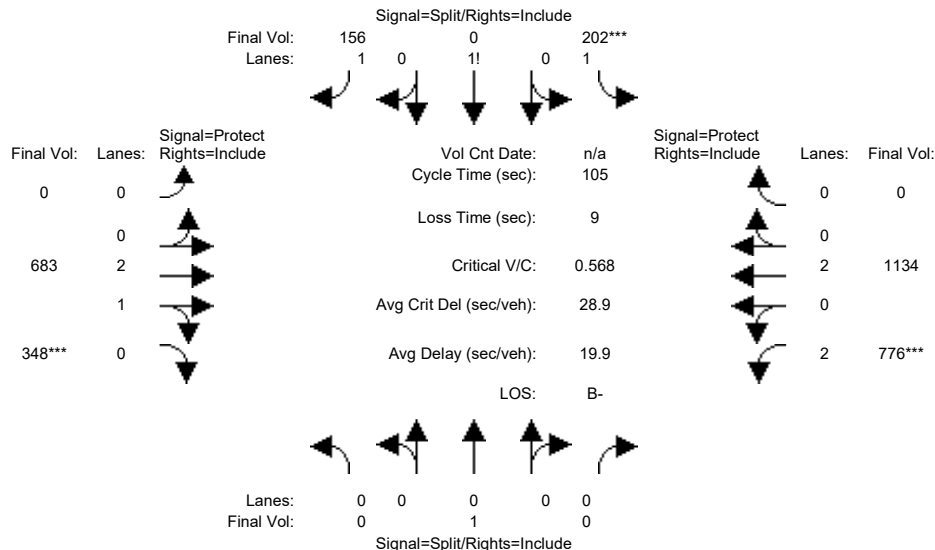 Signal=Split/Rights=Include
Final Vol: 156 0 202***
Lanes: 1 0 1! 0 1
Signal=Protect Signal=Protect
Final Vol: Lanes: Rights=Include Vol Cnt Date: n/a Rights=Include Lanes: Final Vol:
Cycle Time (sec): 105
0 0 0 0
Loss Time (sec): 9
0 0
683 2 Critical V/C: 0.568 2 1134
1 Avg Crit Del (sec/veh): 28.9 0
348*** 0 Avg Delay (sec/veh): 19.9 2 776***
LOS: B-
Lanes: 0 0 0 0 0
Final Vol: 0 1 0
Signal=Split/Rights=Include